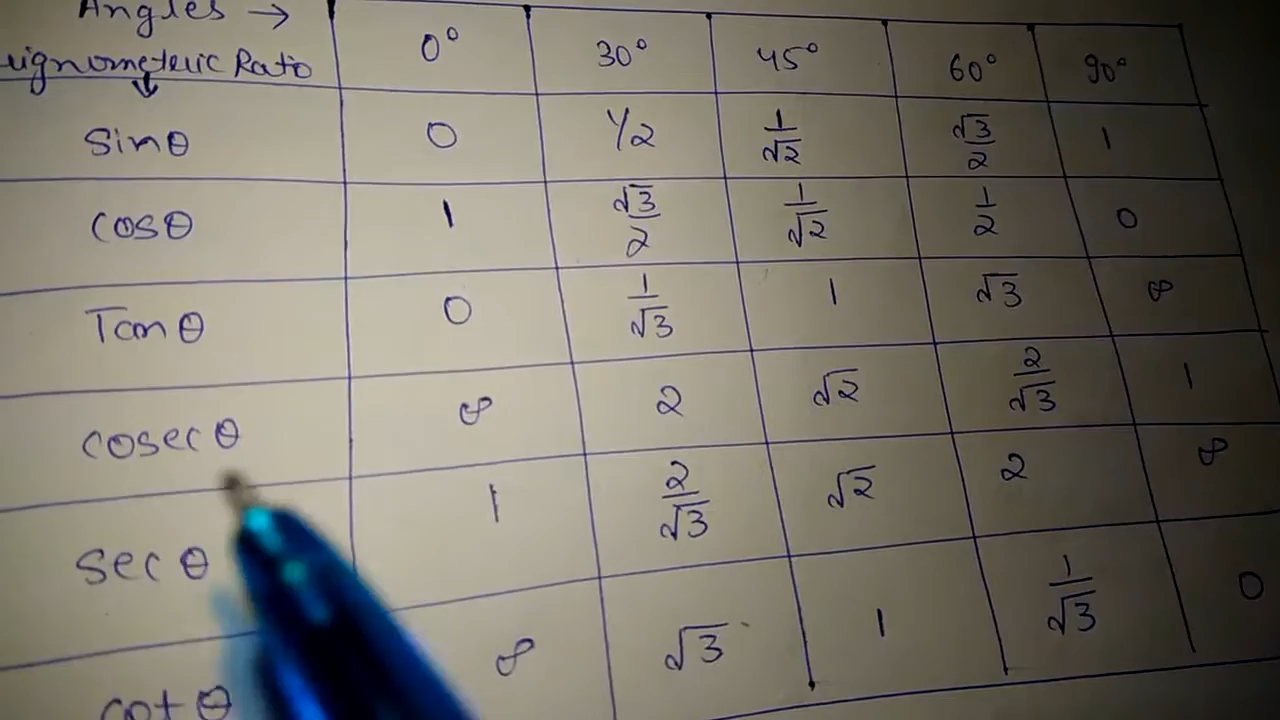 Angles → 0° 30° 45° 60° 90°
rignometric Rato ↓
Sinθ 0 1/2 1/√2 √3/2 1
cosθ 1 √3/2 1/√2 1/2 0
Tanθ 0 1/√3 1 √3 ∞
cosecθ ∞ 2 √2 2/√3 1
secθ 1 2/√3 √2 2 ∞
cotθ ∞ √3 1 1/√3 0